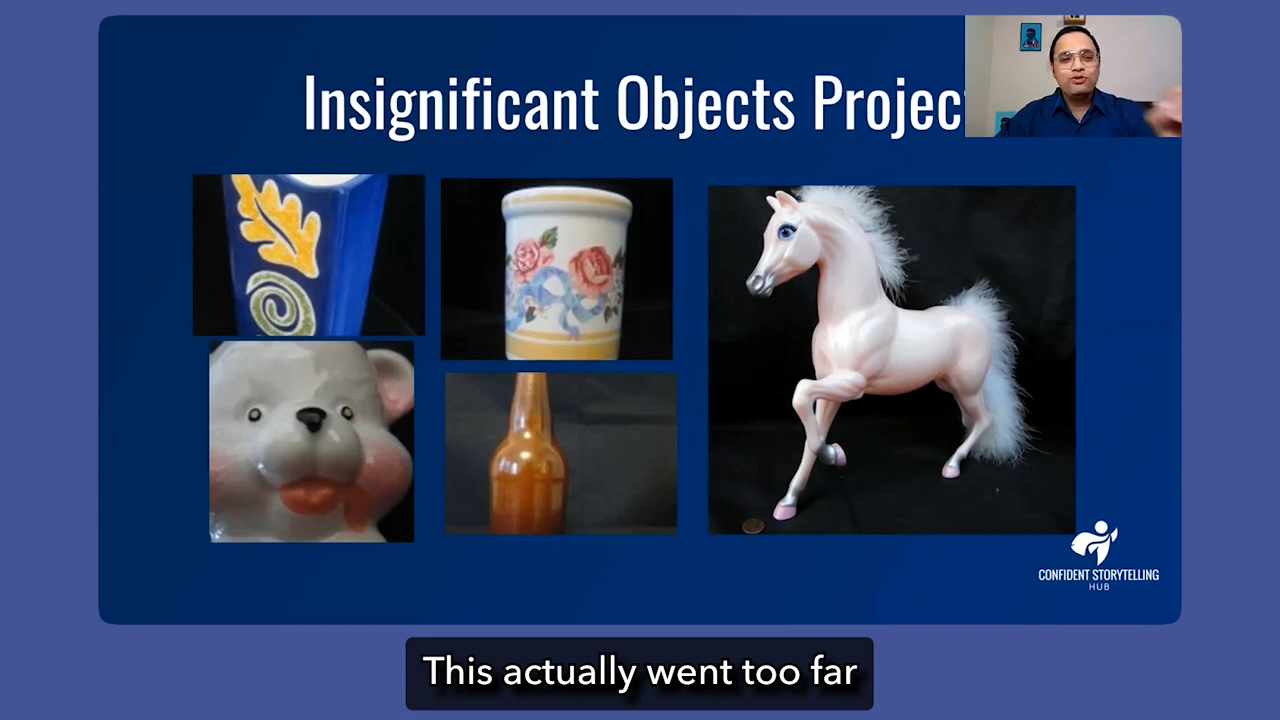 Insignificant Objects Projec
CONFIDENT STORYTELLING
HUB
This actually went too far